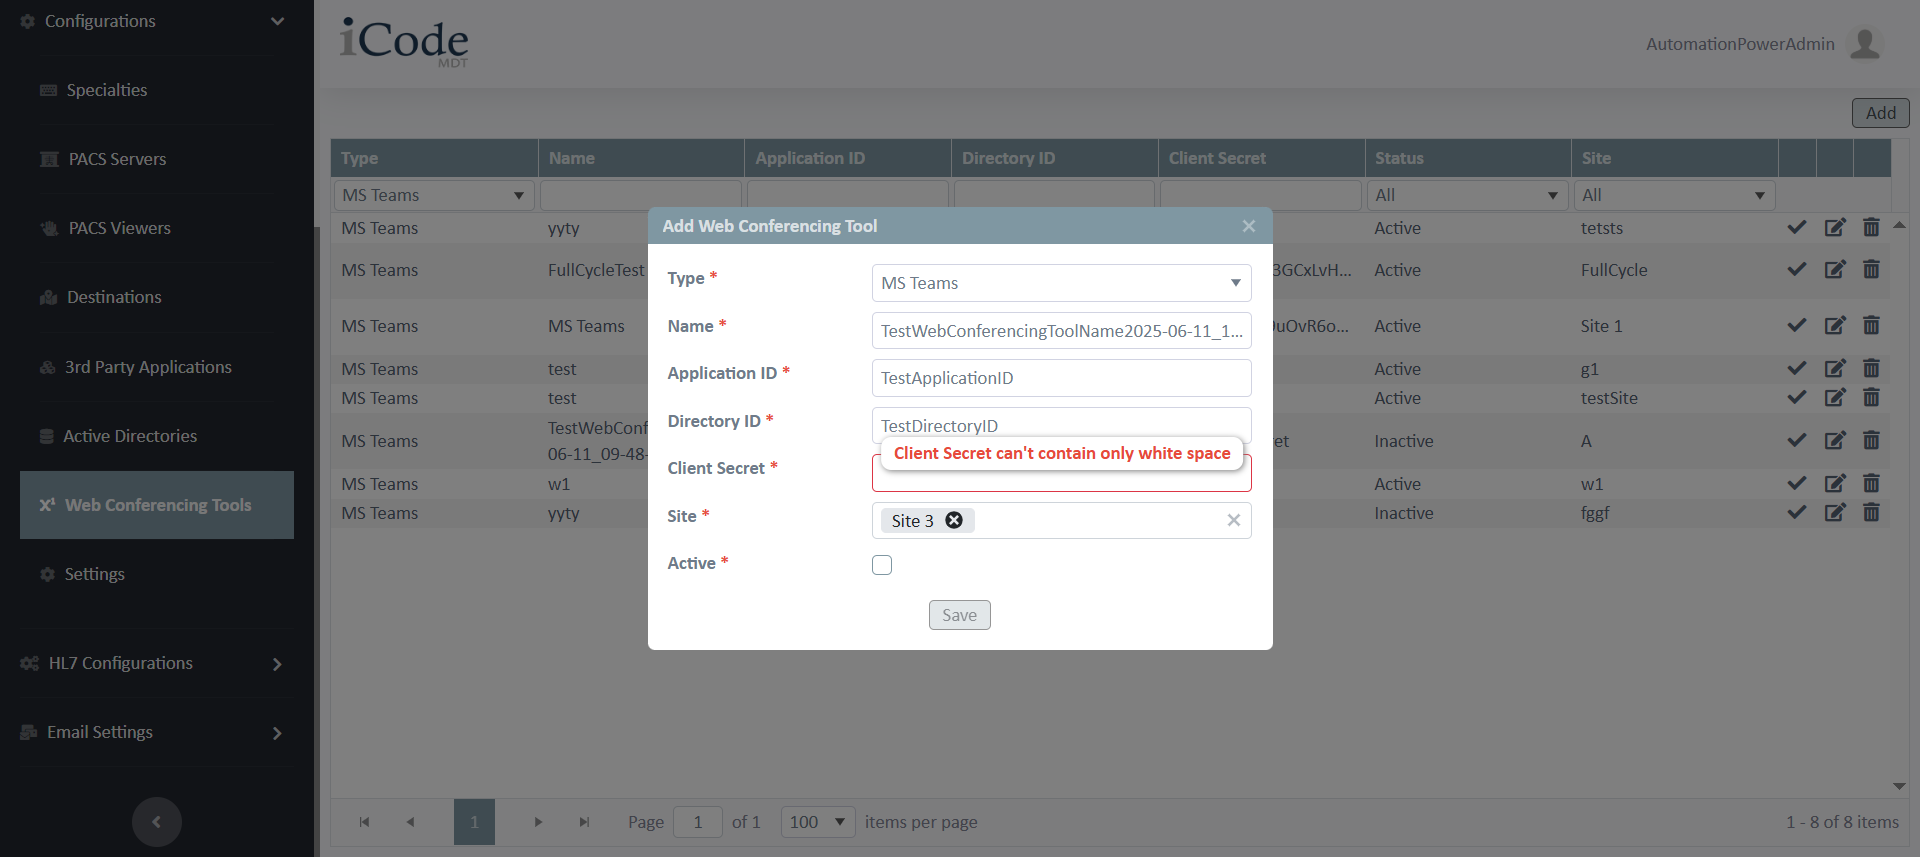 Configurations
Specialties
PACS Servers
PACS Viewers
Destinations
3rd Party Applications
Active Directories
Web Conferencing Tools
Settings
HL7 Configurations
Email Settings
iCode
MDT
AutomationPowerAdmin
Add
Type Name Application ID Directory ID Client Secret Status Site
MS Teams All All
MS Teams yyty Active tetsts
MS Teams FullCycleTest 3GCxLvH... Active FullCycle
MS Teams MS Teams uOvR6o... Active Site 1
MS Teams test Active g1
MS Teams test Active testSite
MS Teams TestWebConf
06-11_09-48- ret Inactive A
MS Teams w1 Active w1
MS Teams yyty Inactive fggf
Add Web Conferencing Tool
Type * MS Teams
Name * TestWebConferencingToolName2025-06-11_1...
Application ID * TestApplicationID
Directory ID * TestDirectoryID
Client Secret can't contain only white space
Client Secret *
Site * Site 3
Active *
Save
1 Page 1 of 1 100 items per page 1 - 8 of 8 items